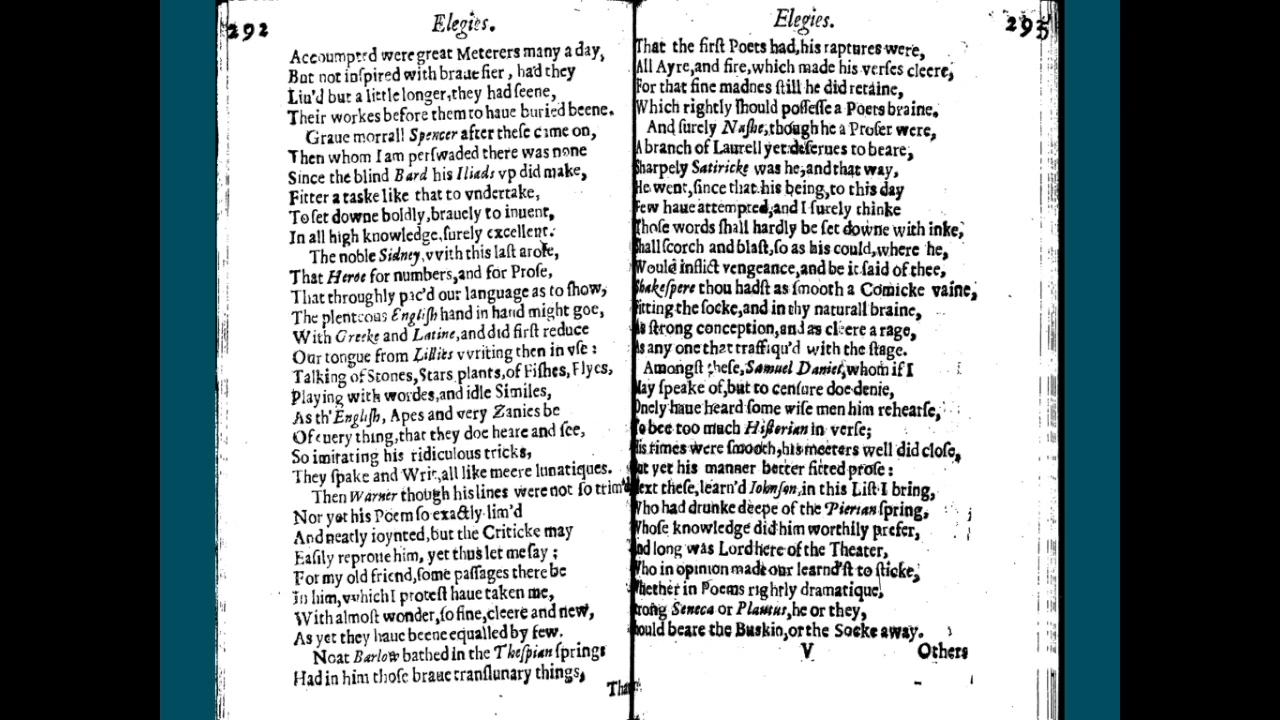 292
Elegies.
Accoumpted were great Meterers many a day,
But not inſpired with braue fier, had they
Liu'd but a little longer, they had ſeene,
Their workes before them to haue buried beene.
Graue morrall Spencer after theſe came on,
Then whom I am perſwaded there was none
Since the blind Bard his Iliads vp did make,
Fitter a taske like that to vndertake,
To ſet downe boldly, brauely to inuent,
In all high knowledge, ſurely excellent.
The noble Sidney, vvith this laſt aroſe,
That Heroe for numbers, and for Proſe,
That throughly pac'd our language as to ſhow,
The plenteous Engliſh hand in hand might goe,
With Greeke and Latine, and did firſt reduce
Our tongue from Lillies vvriting then in vſe :
Talking of Stones, Stars, plants, of Fiſhes, Flyes,
Playing with wordes, and idle Similes,
As th' Engliſh, Apes and very Zanies be
Of euery thing, that they doe heare and ſee,
So imitating his ridiculous tricks,
They ſpake and Writ, all like meere lunatiques.
Then Warner though his lines were not ſo trim'd
Nor yet his Poem ſo exactly lim'd
And neatly ioynted, but the Criticke may
Eaſily reproue him, yet thus let me ſay ;
For my old friend, ſome paſſages there be
In him, vvhich I proteſt haue taken me,
With almoſt wonder, ſo fine, cleere and new,
As yet they haue beene equalled by few.
Neat Barlow bathed in the Theſpian ſprings
Had in him thoſe braue tranſlunary things,
Elegies.
293
That the firſt Poets had, his raptures were,
All Ayre, and fire, which made his verſes cleere,
For that fine madnes ſtill he did retaine,
Which rightly ſhould poſſeſſe a Poets braine.
And ſurely Naſhe, though he a Proſer were,
A branch of Laurell yet deſerues to beare,
Sharpely Satiricke was he, and that way,
He went, ſince that his being, to this day
Few haue attempted, and I ſurely thinke
Thoſe words ſhall hardly be ſet downe with inke,
Shall ſcorch and blaſt, ſo as his could, where he,
Would inflict vengeance, and be it ſaid of thee,
Shakeſpere thou hadſt as ſmooth a Comicke vaine,
Fitting the ſocke, and in thy naturall braine,
As ſtrong conception, and as cleere a rage,
As any one that traffiqu'd with the ſtage.
Amongſt theſe, Samuel Daniel, whom if I
May ſpeake of, but to cenſure doe denie,
Onely haue heard ſome wiſe men him rehearſe,
To bee too much Hiſtorian in verſe;
His rimes were ſmooth, his meeters well did cloſe,
But yet his manner better fitted proſe :
Next theſe, learn'd Iohnſon, in this Liſt I bring,
Who had drunke deepe of the Pierian ſpring,
Whoſe knowledge did him worthily prefer,
And long was Lord here of the Theater,
Who in opinion made our learnd'ſt to ſticke,
Whether in Poems rightly dramatique,
Strong Seneca or Plautus, he or they,
Should beare the Buskin, or the Socke away.
V
Others